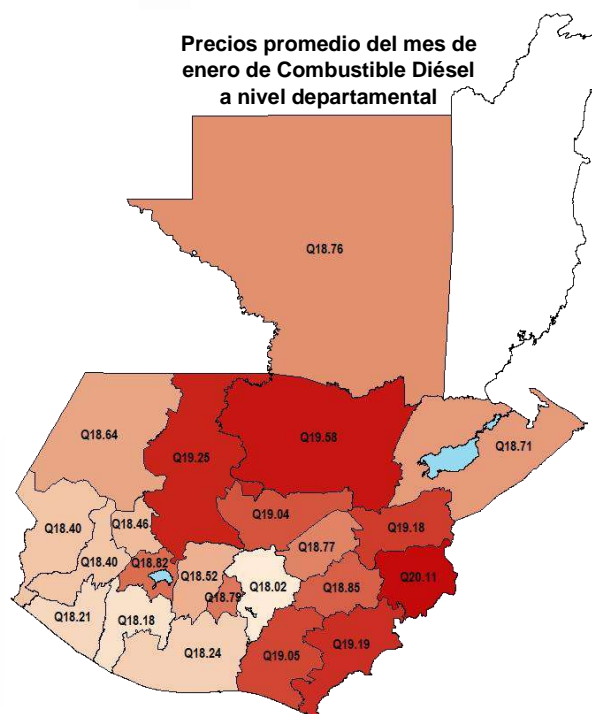 Precios promedio del mes de
enero de Combustible Diésel
a nivel departamental
Q18.76
Q18.64
Q19.25
Q19.58
Q18.71
Q18.40
Q18.46
Q19.04
Q19.18
Q18.40
Q18.82
Q18.52
Q18.77
Q20.11
Q18.79
Q18.02
Q18.85
Q18.21
Q18.18
Q18.24
Q19.05
Q19.19